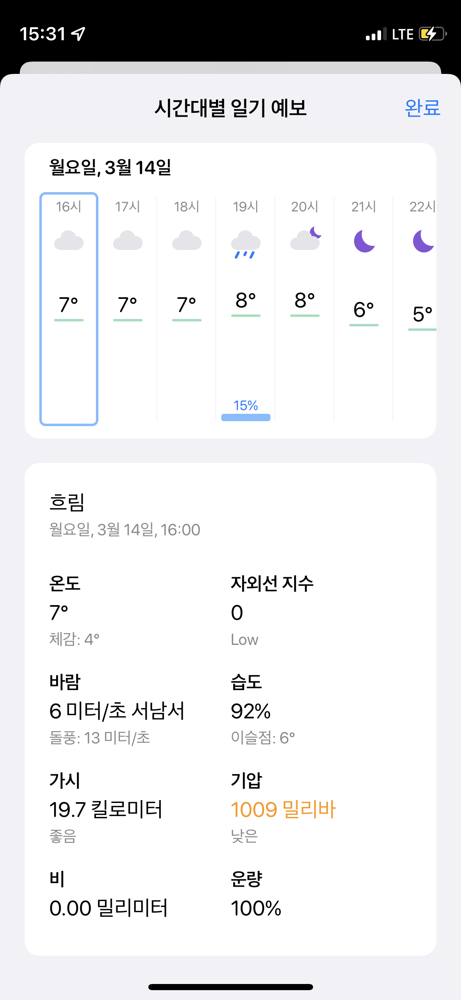 15:31 LTE
시간대별 일기 예보 완료
월요일, 3월 14일
16시 17시 18시 19시 20시 21시 22시
7° 7° 7° 8° 8° 6° 5°
15%
흐림
월요일, 3월 14일, 16:00
온도 자외선 지수
7° 0
체감: 4° Low
바람 습도
6 미터/초 서남서 92%
돌풍: 13 미터/초 이슬점: 6°
가시 기압
19.7 킬로미터 1009 밀리바
좋음 낮은
비 운량
0.00 밀리미터 100%